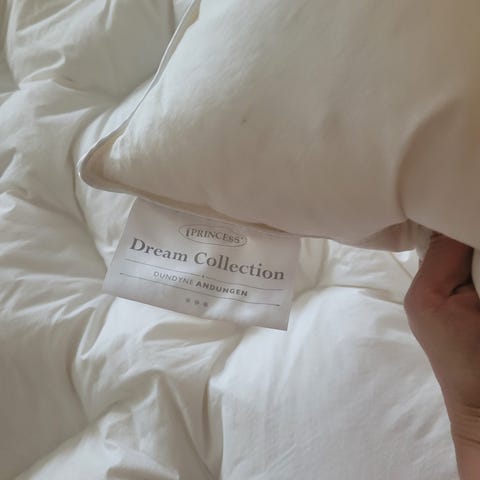 PRINCESS®
Dream Collection
DUNDYNE ANDUNGEN